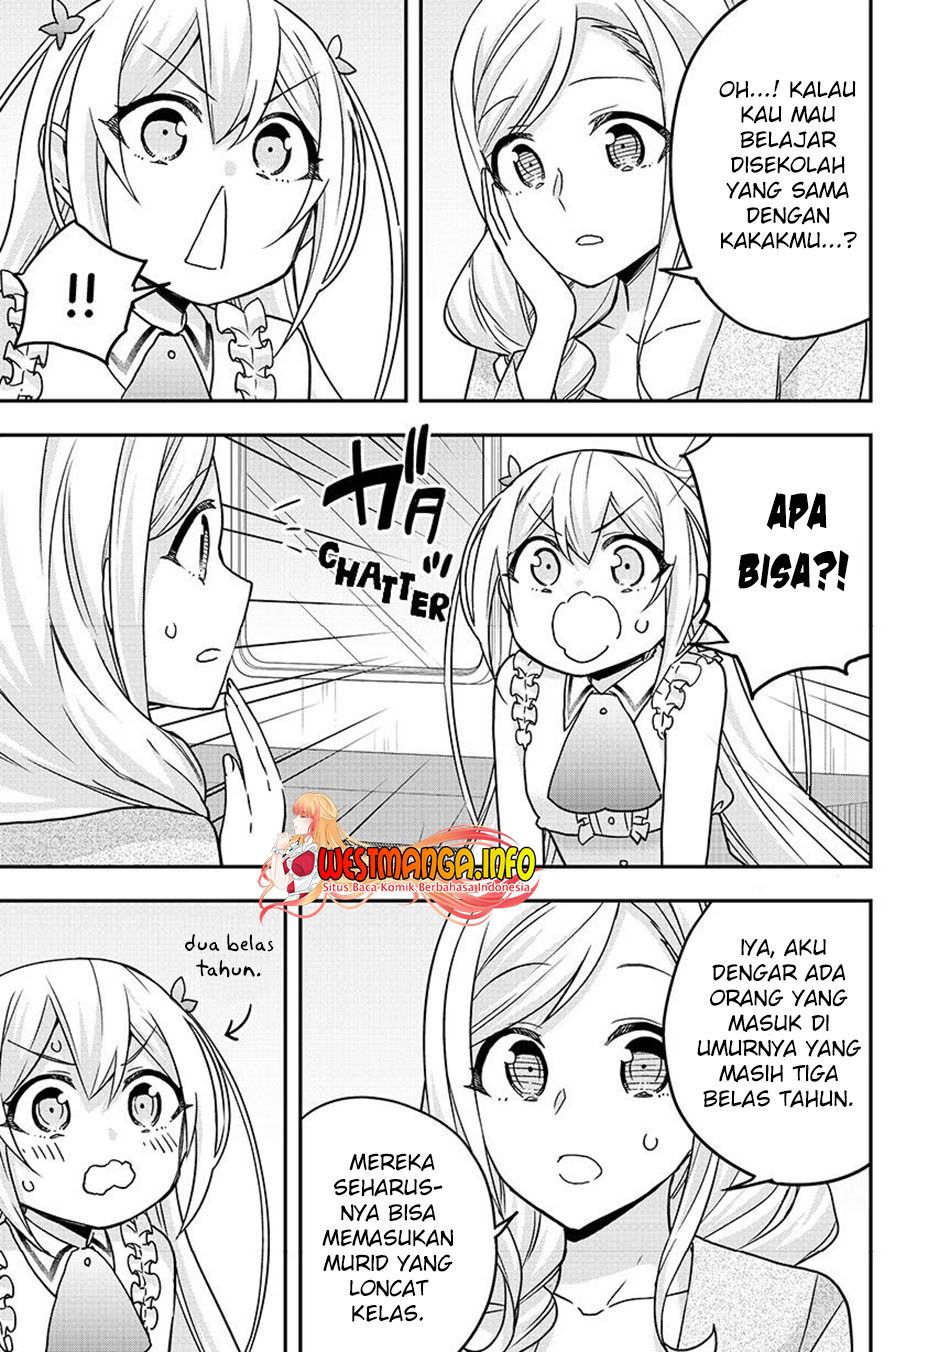 OH...! KALAU
KAU MAU
BELAJAR
DISEKOLAH
YANG SAMA
DENGAN
KAKAKMU...?
!!
APA
BISA?!
ガタ
CHATTER
WESTMANGA.INFO
Situs Baca Komik Berbahasa Indonesia
IYA, AKU
DENGAR ADA
ORANG YANG
MASUK DI
UMURNYA YANG
MASIH TIGA
BELAS TAHUN.
MEREKA
SEHARUS-
NYA BISA
MEMASUKAN
MURID YANG
LONCAT
KELAS.
dua belas
tahun.